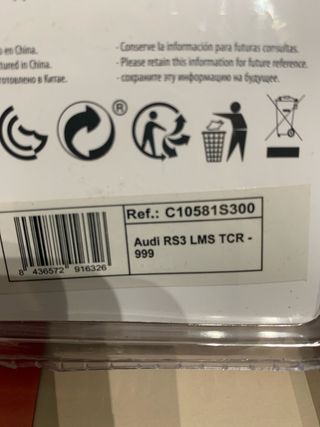 o en China.
- Conserve la información para futuras consultas.
tured in China.
- Please retain this information for future reference.
готовлено в Китае.
- сохраните эту информацию на будущее.
®
Ref.: C10581S300
Audi RS3 LMS TCR -
999
8 436572 916326